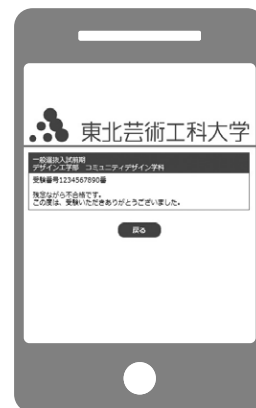 東北芸術工科大学
一般選抜入試前期
デザイン工学部 コミュニティデザイン学科
受験番号1234567890番
残念ながら不合格です。
この度は、受験いただきありがとうございました。
戻る